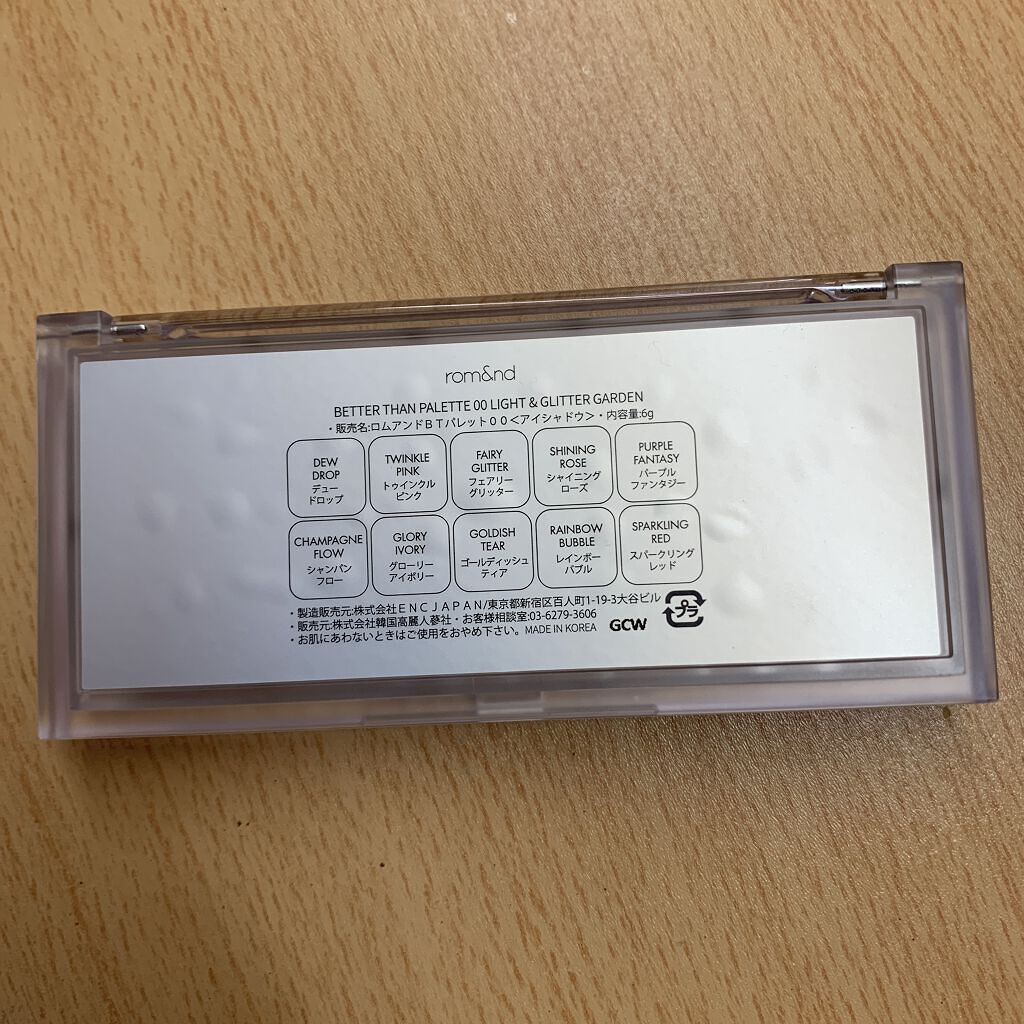 rom&nd
BETTER THAN PALETTE 00 LIGHT & GLITTER GARDEN
・販売名:ロムアンドＢＴパレット００<アイシャドウ>・内容量:6g
DEW
DROP
デュー
ドロップ
TWINKLE
PINK
トゥインクル
ピンク
FAIRY
GLITTER
フェアリー
グリッター
SHINING
ROSE
シャイニング
ローズ
PURPLE
FANTASY
パープル
ファンタジー
CHAMPAGNE
FLOW
シャンパン
フロー
GLORY
IVORY
グローリー
アイボリー
GOLDISH
TEAR
ゴールディッシュ
ティア
RAINBOW
BUBBLE
レインボー
バブル
SPARKLING
RED
スパークリング
レッド
・製造販売元:株式会社ＥＮＣ ＪＡＰＡＮ/東京都新宿区百人町1-19-3大谷ビル
・販売元:株式会社韓国高麗人蔘社・お客様相談室:03-6279-3606
・お肌にあわないときはご使用をおやめ下さい。MADE IN KOREA GCW
プラ